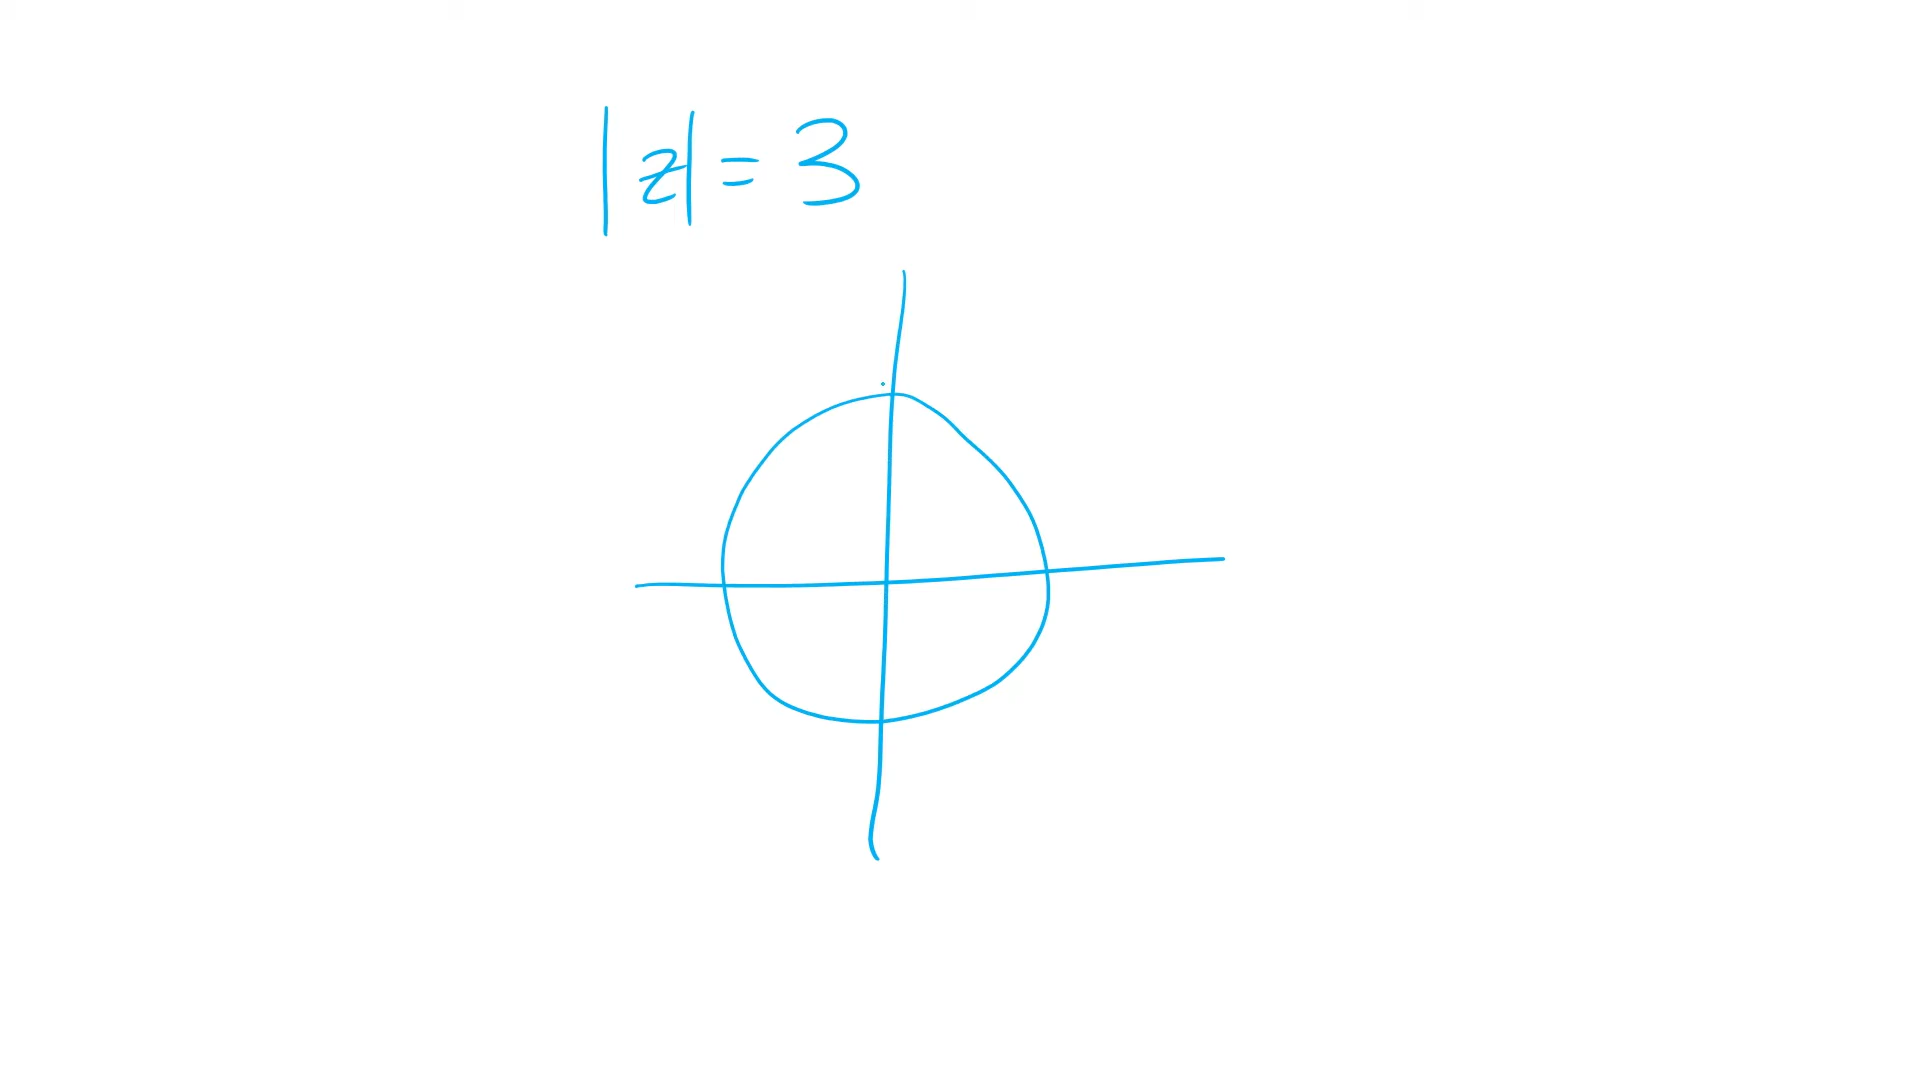 |z| = 3